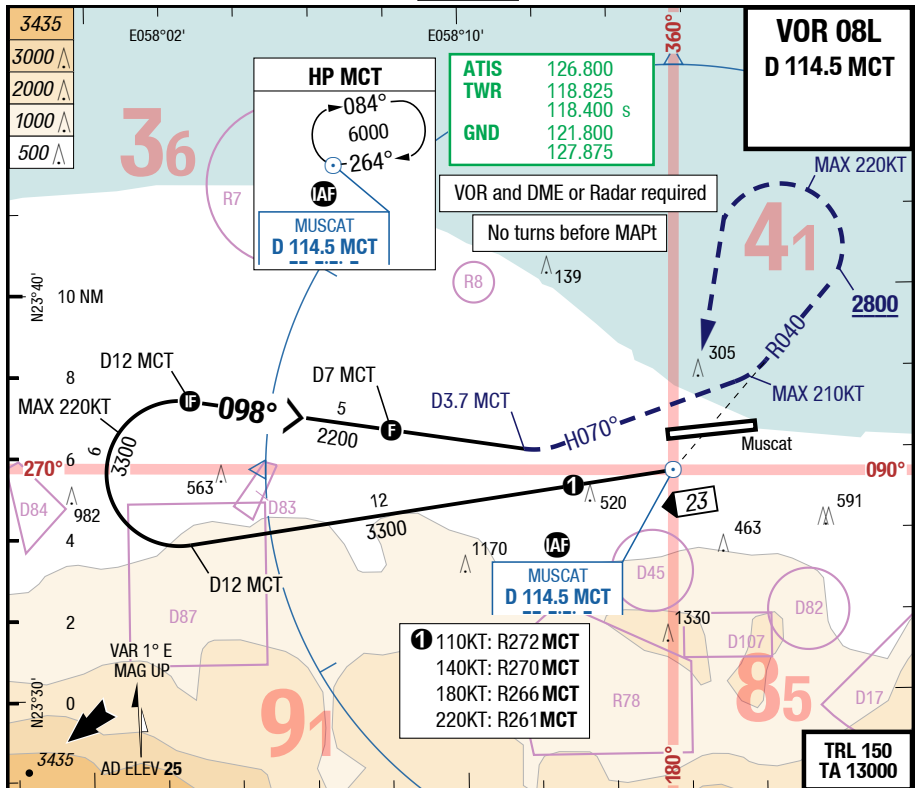 3435
3000
2000
1000
500
E058°02'
E058°10'
360°
VOR 08L
D 114.5 MCT
HP MCT
084°
6000
264°
IAF
MUSCAT
D 114.5 MCT
ATIS 126.800
TWR 118.825
118.400 s
GND 121.800
127.875
VOR and DME or Radar required
No turns before MAPt
36
R7
R8
139
MAX 220KT
41
2800
R040
305
MAX 210KT
N23°40'
10 NM
8
6
4
2
0
N23°30'
D12 MCT
IF
098°
5
2200
D7 MCT
F
D3.7 MCT
H070°
Muscat
MAX 220KT
6
3300
270°
090°
D84
982
563
D83
12
3300
1
520
23
591
463
D12 MCT
1170
IAF
MUSCAT
D 114.5 MCT
D45
D82
D87
1330
D107
VAR 1° E
MAG UP
1 110KT: R272 MCT
140KT: R270 MCT
180KT: R266 MCT
220KT: R261 MCT
R78
85
D17
91
180°
3435
AD ELEV 25
TRL 150
TA 13000